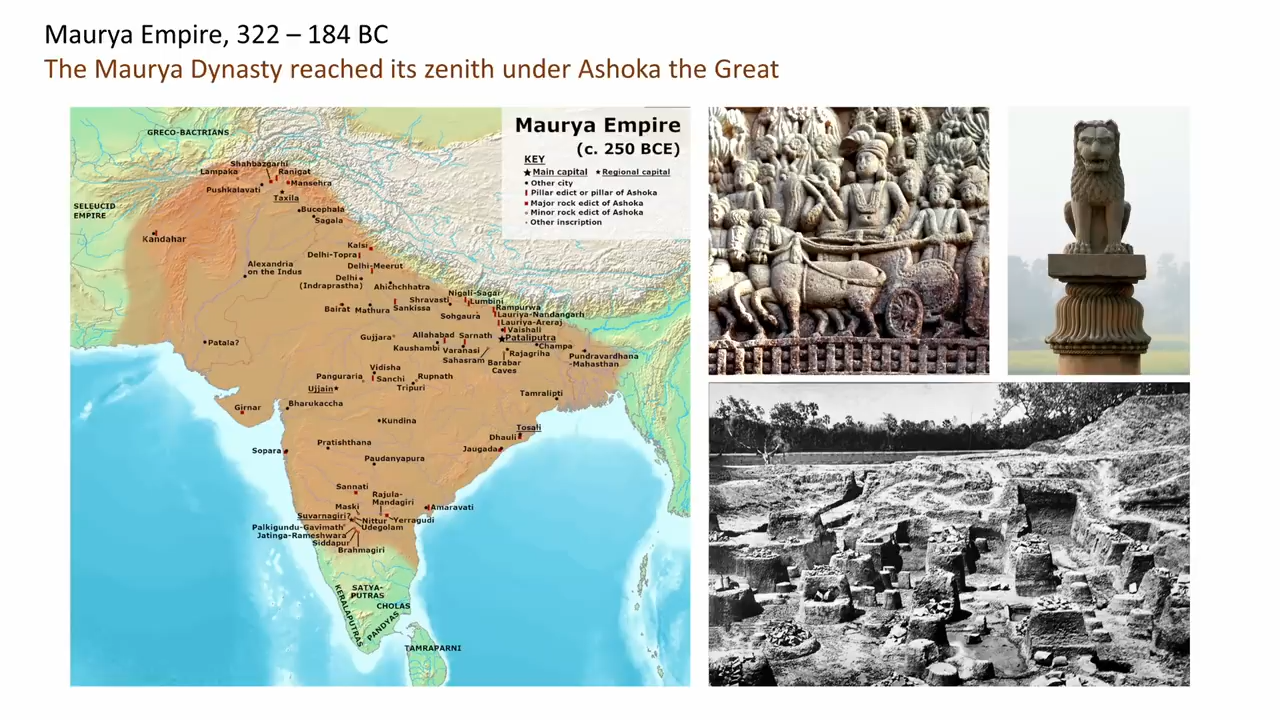 Maurya Empire, 322 – 184 BC
The Maurya Dynasty reached its zenith under Ashoka the Great
Maurya Empire
(c. 250 BCE)
KEY
Main capital
Regional capital
Other city
Pillar edict or pillar of Ashoka
Major rock edict of Ashoka
Minor rock edict of Ashoka
Other inscription
GRECO-BACTRIANS
Shahbazgarhi
Lampaka
Ranigat
Pushkalavati
Mansehra
Taxila
SELEUCID
EMPIRE
Bucephala
Sagala
Kandahar
Kalsi
Delhi-Topra
Alexandria
on the Indus
Delhi-Meerut
Delhi
(Indraprastha)
Ahichchhatra
Nigali-Sagar
Shravasti
Lumbini
Bairat
Mathura
Sankissa
Rampurwa
Sohgaura
Lauriya-Nandangarh
Lauriya-Araraj
Vaishali
Gujjara
Allahabad
Sarnath
Pataliputra
Patala?
Kaushambi
Varanasi
Champa
Rajagriha
Sahasram
Barabar
Caves
Pundravardhana
-Mahasthan
Vidisha
Panguraria
Sanchi
Rupnath
Ujjain
Tripuri
Tamralipti
Girnar
Bharukaccha
Kundina
Tosali
Dhauli
Pratishthana
Jaugada
Sopara
Paudanyapura
Sannati
Rajula-
Mandagiri
Maski
Amaravati
Suvarnagiri?
Nittur
Yerragudi
Palkigundu-Gavimath
Udegolam
Jatinga-Rameshwara
Siddapur
Brahmagiri
SATYA-
PUTRAS
CHOLAS
KERALAPUTRAS
PANDYAS
TAMRAPARNI